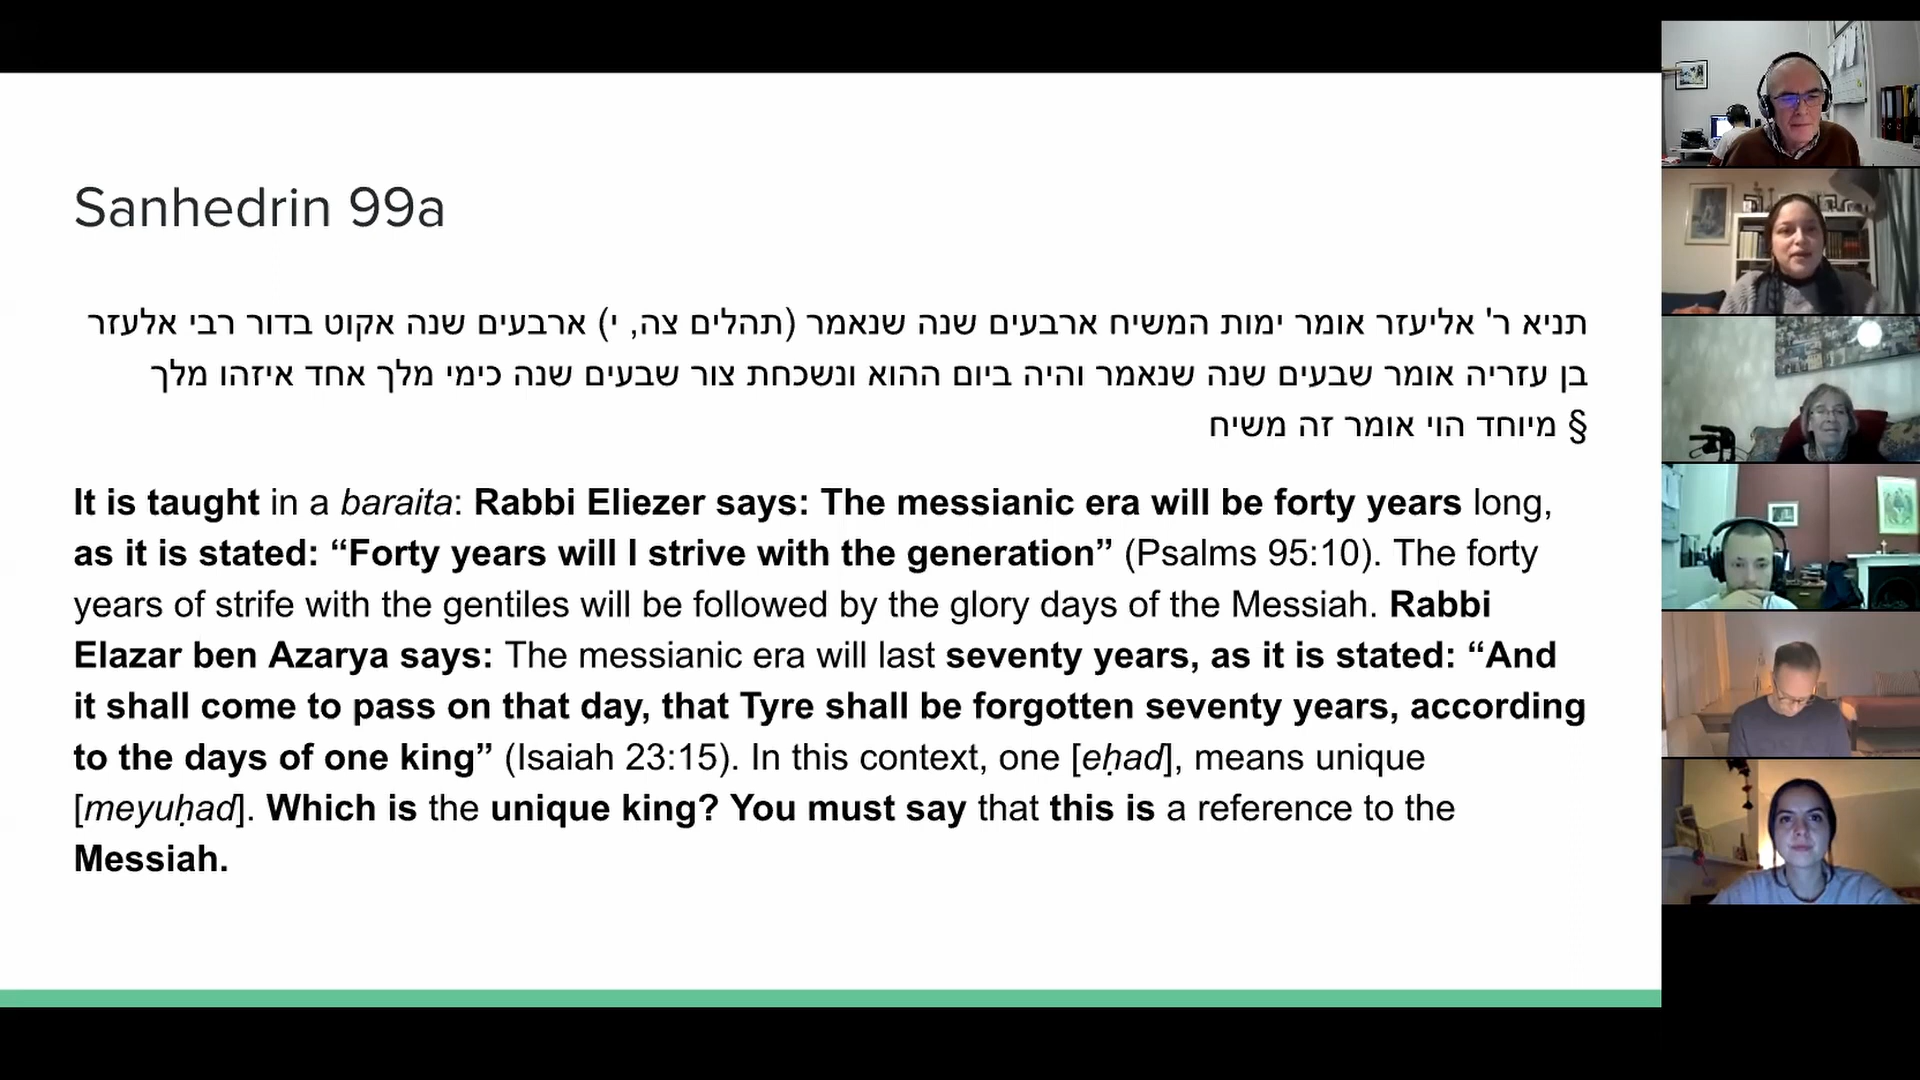 Sanhedrin 99a
תניא ר' אליעזר אומר ימות המשיח ארבעים שנה שנאמר (תהלים צה, י) ארבעים שנה אקוט בדור רבי אלעזר
בן עזריה אומר שבעים שנה שנאמר והיה ביום ההוא ונשכחת צור שבעים שנה כימי מלך אחד איזהו מלך
§ מיוחד הוי אומר זה משיח
It is taught in a baraita: Rabbi Eliezer says: The messianic era will be forty years long,
as it is stated: “Forty years will I strive with the generation” (Psalms 95:10). The forty
years of strife with the gentiles will be followed by the glory days of the Messiah. Rabbi
Elazar ben Azarya says: The messianic era will last seventy years, as it is stated: “And
it shall come to pass on that day, that Tyre shall be forgotten seventy years, according
to the days of one king” (Isaiah 23:15). In this context, one [eḥad], means unique
[meyuḥad]. Which is the unique king? You must say that this is a reference to the
Messiah.